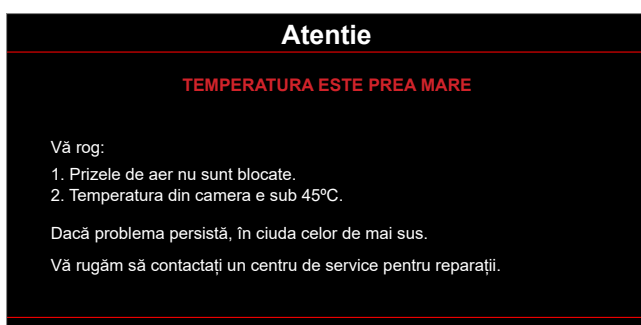 Atentie
TEMPERATURA ESTE PREA MARE
Vă rog:
1. Prizele de aer nu sunt blocate.
2. Temperatura din camera e sub 45ºC.
Dacă problema persistă, în ciuda celor de mai sus.
Vă rugăm să contactați un centru de service pentru reparații.